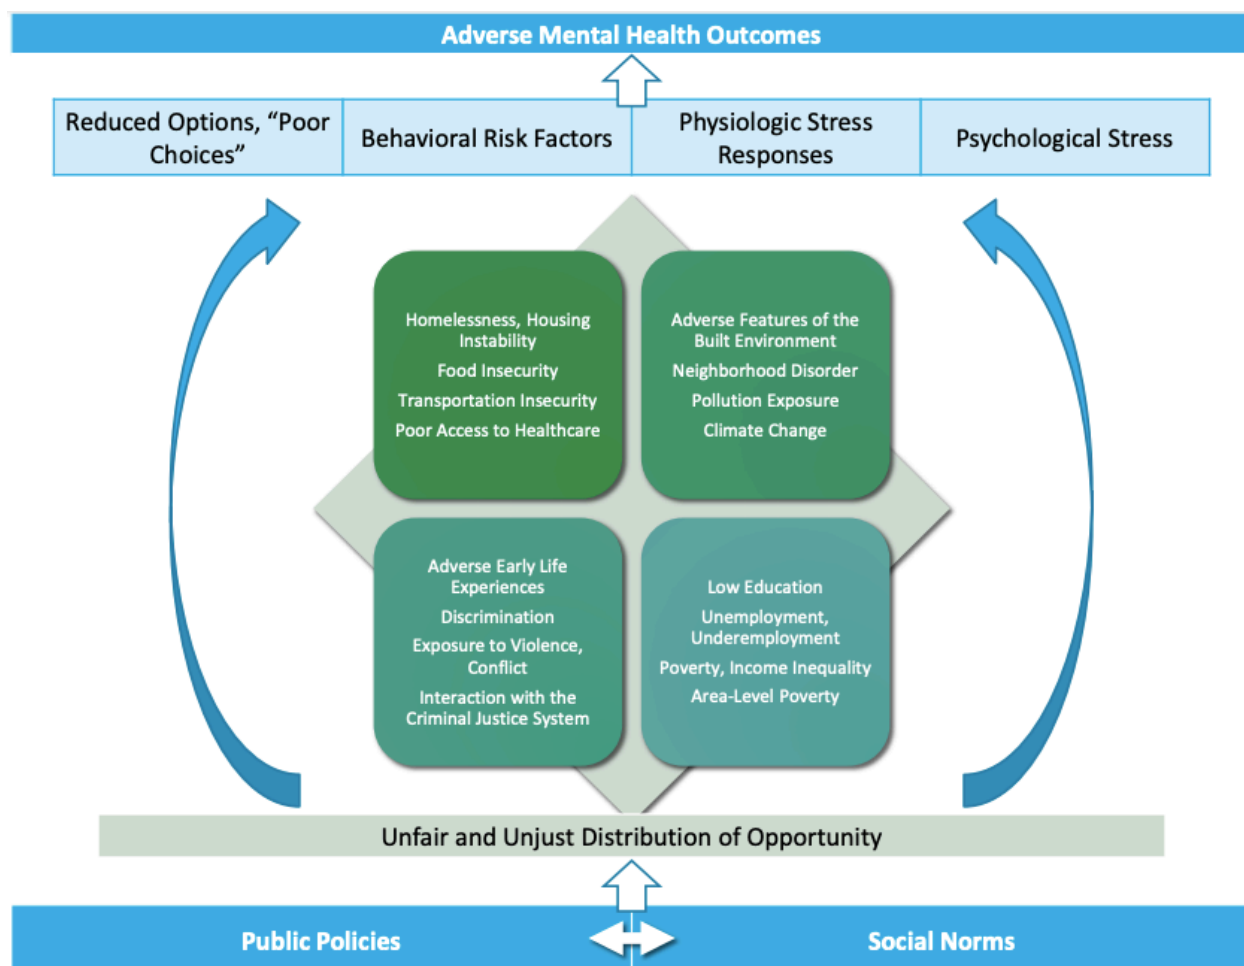 Adverse Mental Health Outcomes
Reduced Options, “Poor
Choices”
Behavioral Risk Factors
Physiologic Stress
Responses
Psychological Stress
Homelessness, Housing
Instability
Food Insecurity
Transportation Insecurity
Poor Access to Healthcare
Adverse Features of the
Built Environment
Neighborhood Disorder
Pollution Exposure
Climate Change
Adverse Early Life
Experiences
Discrimination
Exposure to Violence,
Conflict
Interaction with the
Criminal Justice System
Low Education
Unemployment,
Underemployment
Poverty, Income Inequality
Area-Level Poverty
Unfair and Unjust Distribution of Opportunity
Public Policies
Social Norms